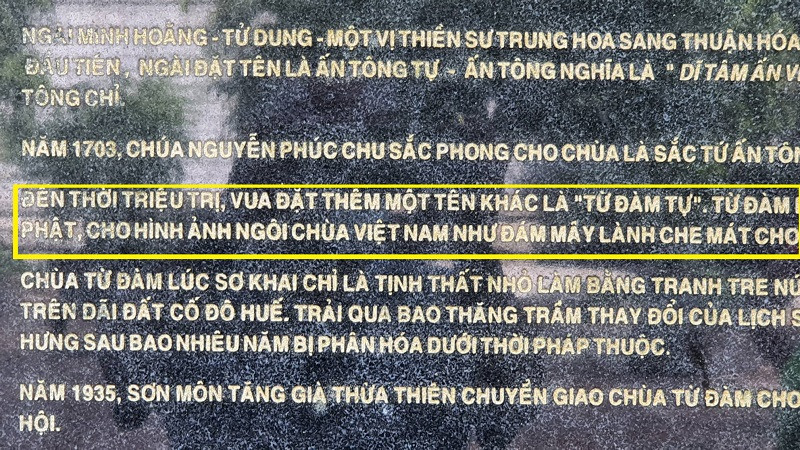 NGÀI MINH HOẰNG - TỬ DUNG - MỘT VỊ THIỀN SƯ TRUNG HOA SANG THUẬN HÓA
ĐẦU TIÊN, NGÀI ĐẶT TÊN LÀ ẤN TÔNG TỰ - ẤN TÔNG NGHĨA LÀ " DĨ TÂM ẤN
TÔNG CHỈ.
NĂM 1703, CHÚA NGUYỄN PHÚC CHU SẮC PHONG CHO CHÙA LÀ SẮC TỨ ẤN
ĐẾN THỜI TRIỆU TRỊ, VUA ĐẶT THÊM MỘT TÊN KHÁC LÀ "TỪ ĐÀM TỰ". TỪ ĐÀM
PHẬT, CHO HÌNH ẢNH NGÔI CHÙA VIỆT NAM NHƯ ĐÁM MÂY LÀNH CHE MÁT CHO
CHÙA TỪ ĐÀM LÚC SƠ KHAI CHỈ LÀ TỊNH THẤT NHỎ LÀM BẰNG TRANH TRE
TRÊN DÃI ĐẤT CỐ ĐÔ HUẾ. TRẢI QUA BAO THĂNG TRẦM THAY ĐỔI CỦA LỊCH
HƯNG SAU BAO NHIÊU NĂM BỊ PHÂN HÓA DƯỚI THỜI PHÁP THUỘC.
NĂM 1935, SƠN MÔN TĂNG GIÀ THỪA THIÊN CHUYỂN GIAO CHÙA TỪ ĐÀM CHO
HỘI.